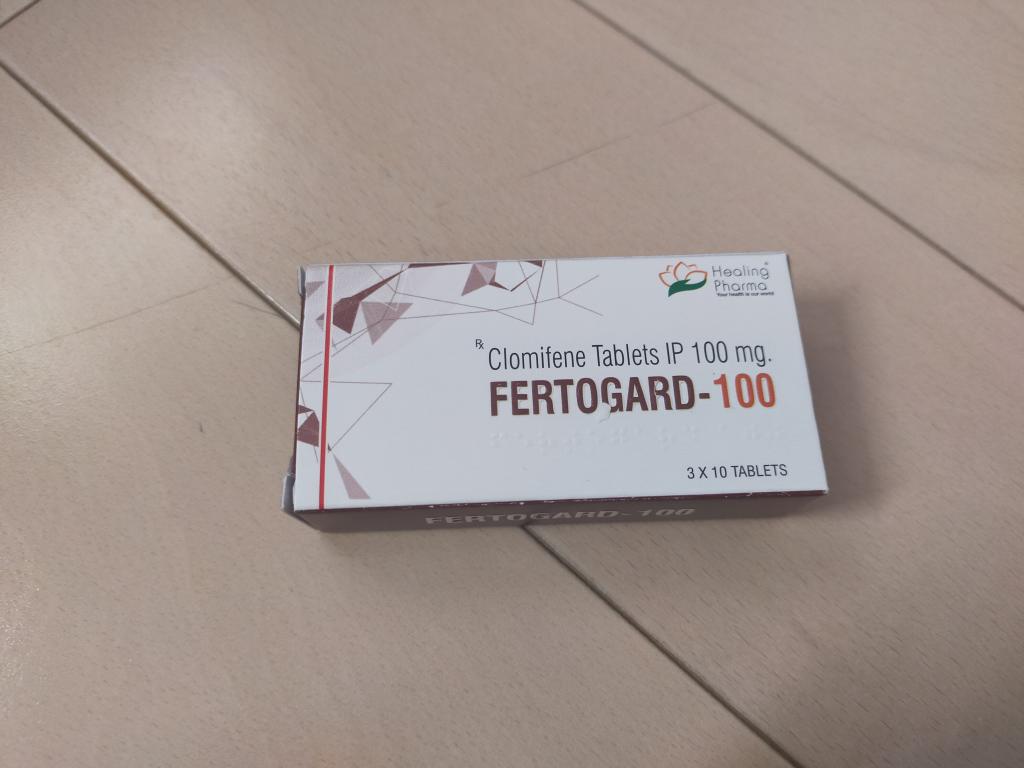 Healing
Pharma
Your health is our world
Rx Clomifene Tablets IP 100 mg.
FERTOGARD-100
3 X 10 TABLETS
FERTOGARD-100